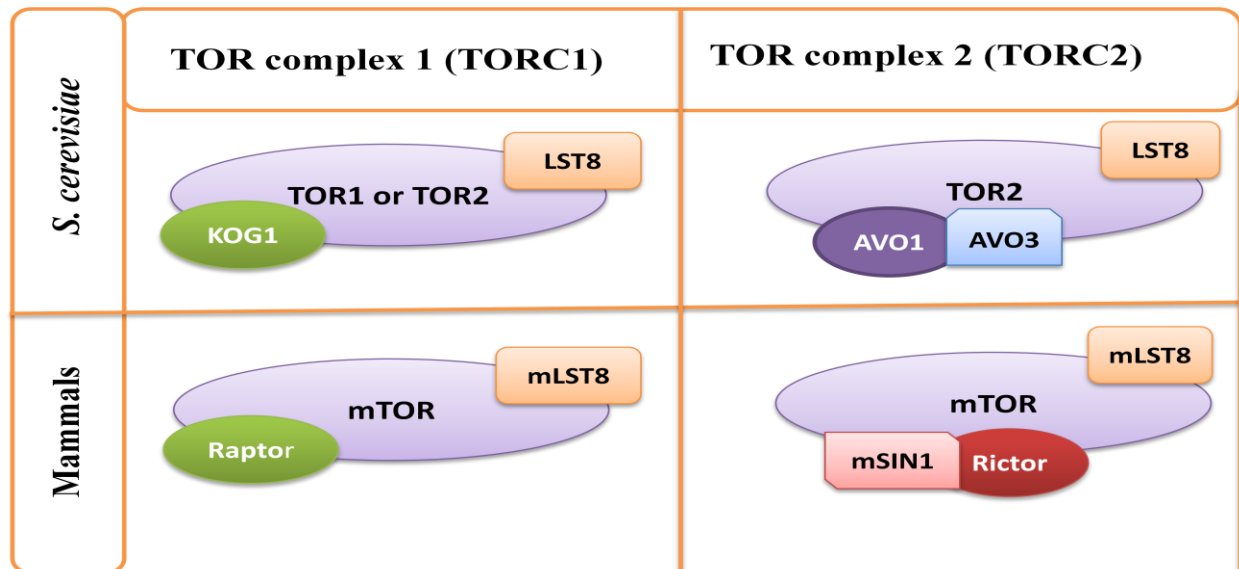 TOR complex 1 (TORC1)
TOR complex 2 (TORC2)
S. cerevisiae
LST8
TOR1 or TOR2
KOG1
LST8
TOR2
AVO1
AVO3
Mammals
mLST8
mTOR
Raptor
mLST8
mTOR
mSIN1
Rictor